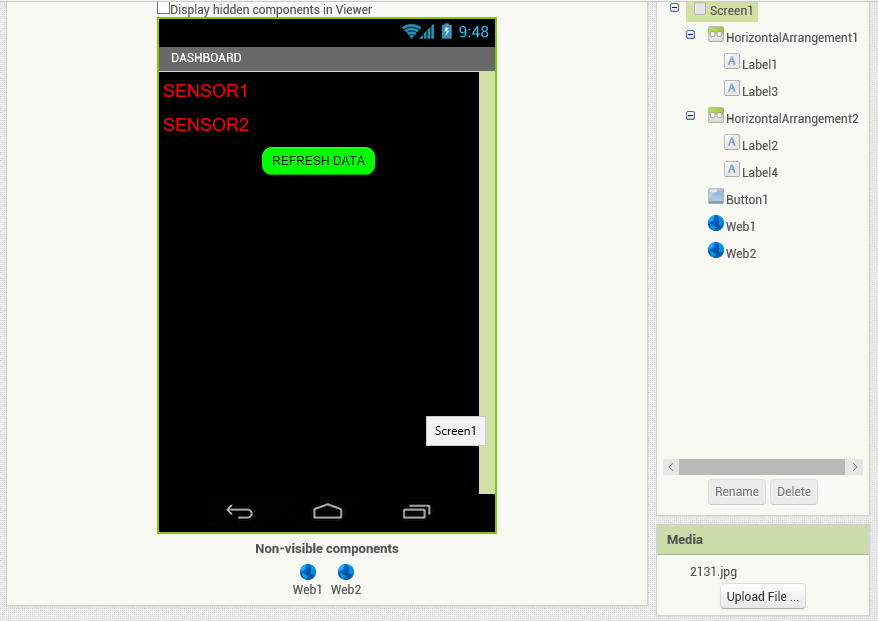 Display hidden components in Viewer
9:48
DASHBOARD
SENSOR1
SENSOR2
REFRESH DATA
Screen1
Non-visible components
Web1 Web2
Screen1
HorizontalArrangement1
A Label1
A Label3
HorizontalArrangement2
A Label2
A Label4
Button1
Web1
Web2
Rename Delete
Media
2131.jpg
Upload File ...